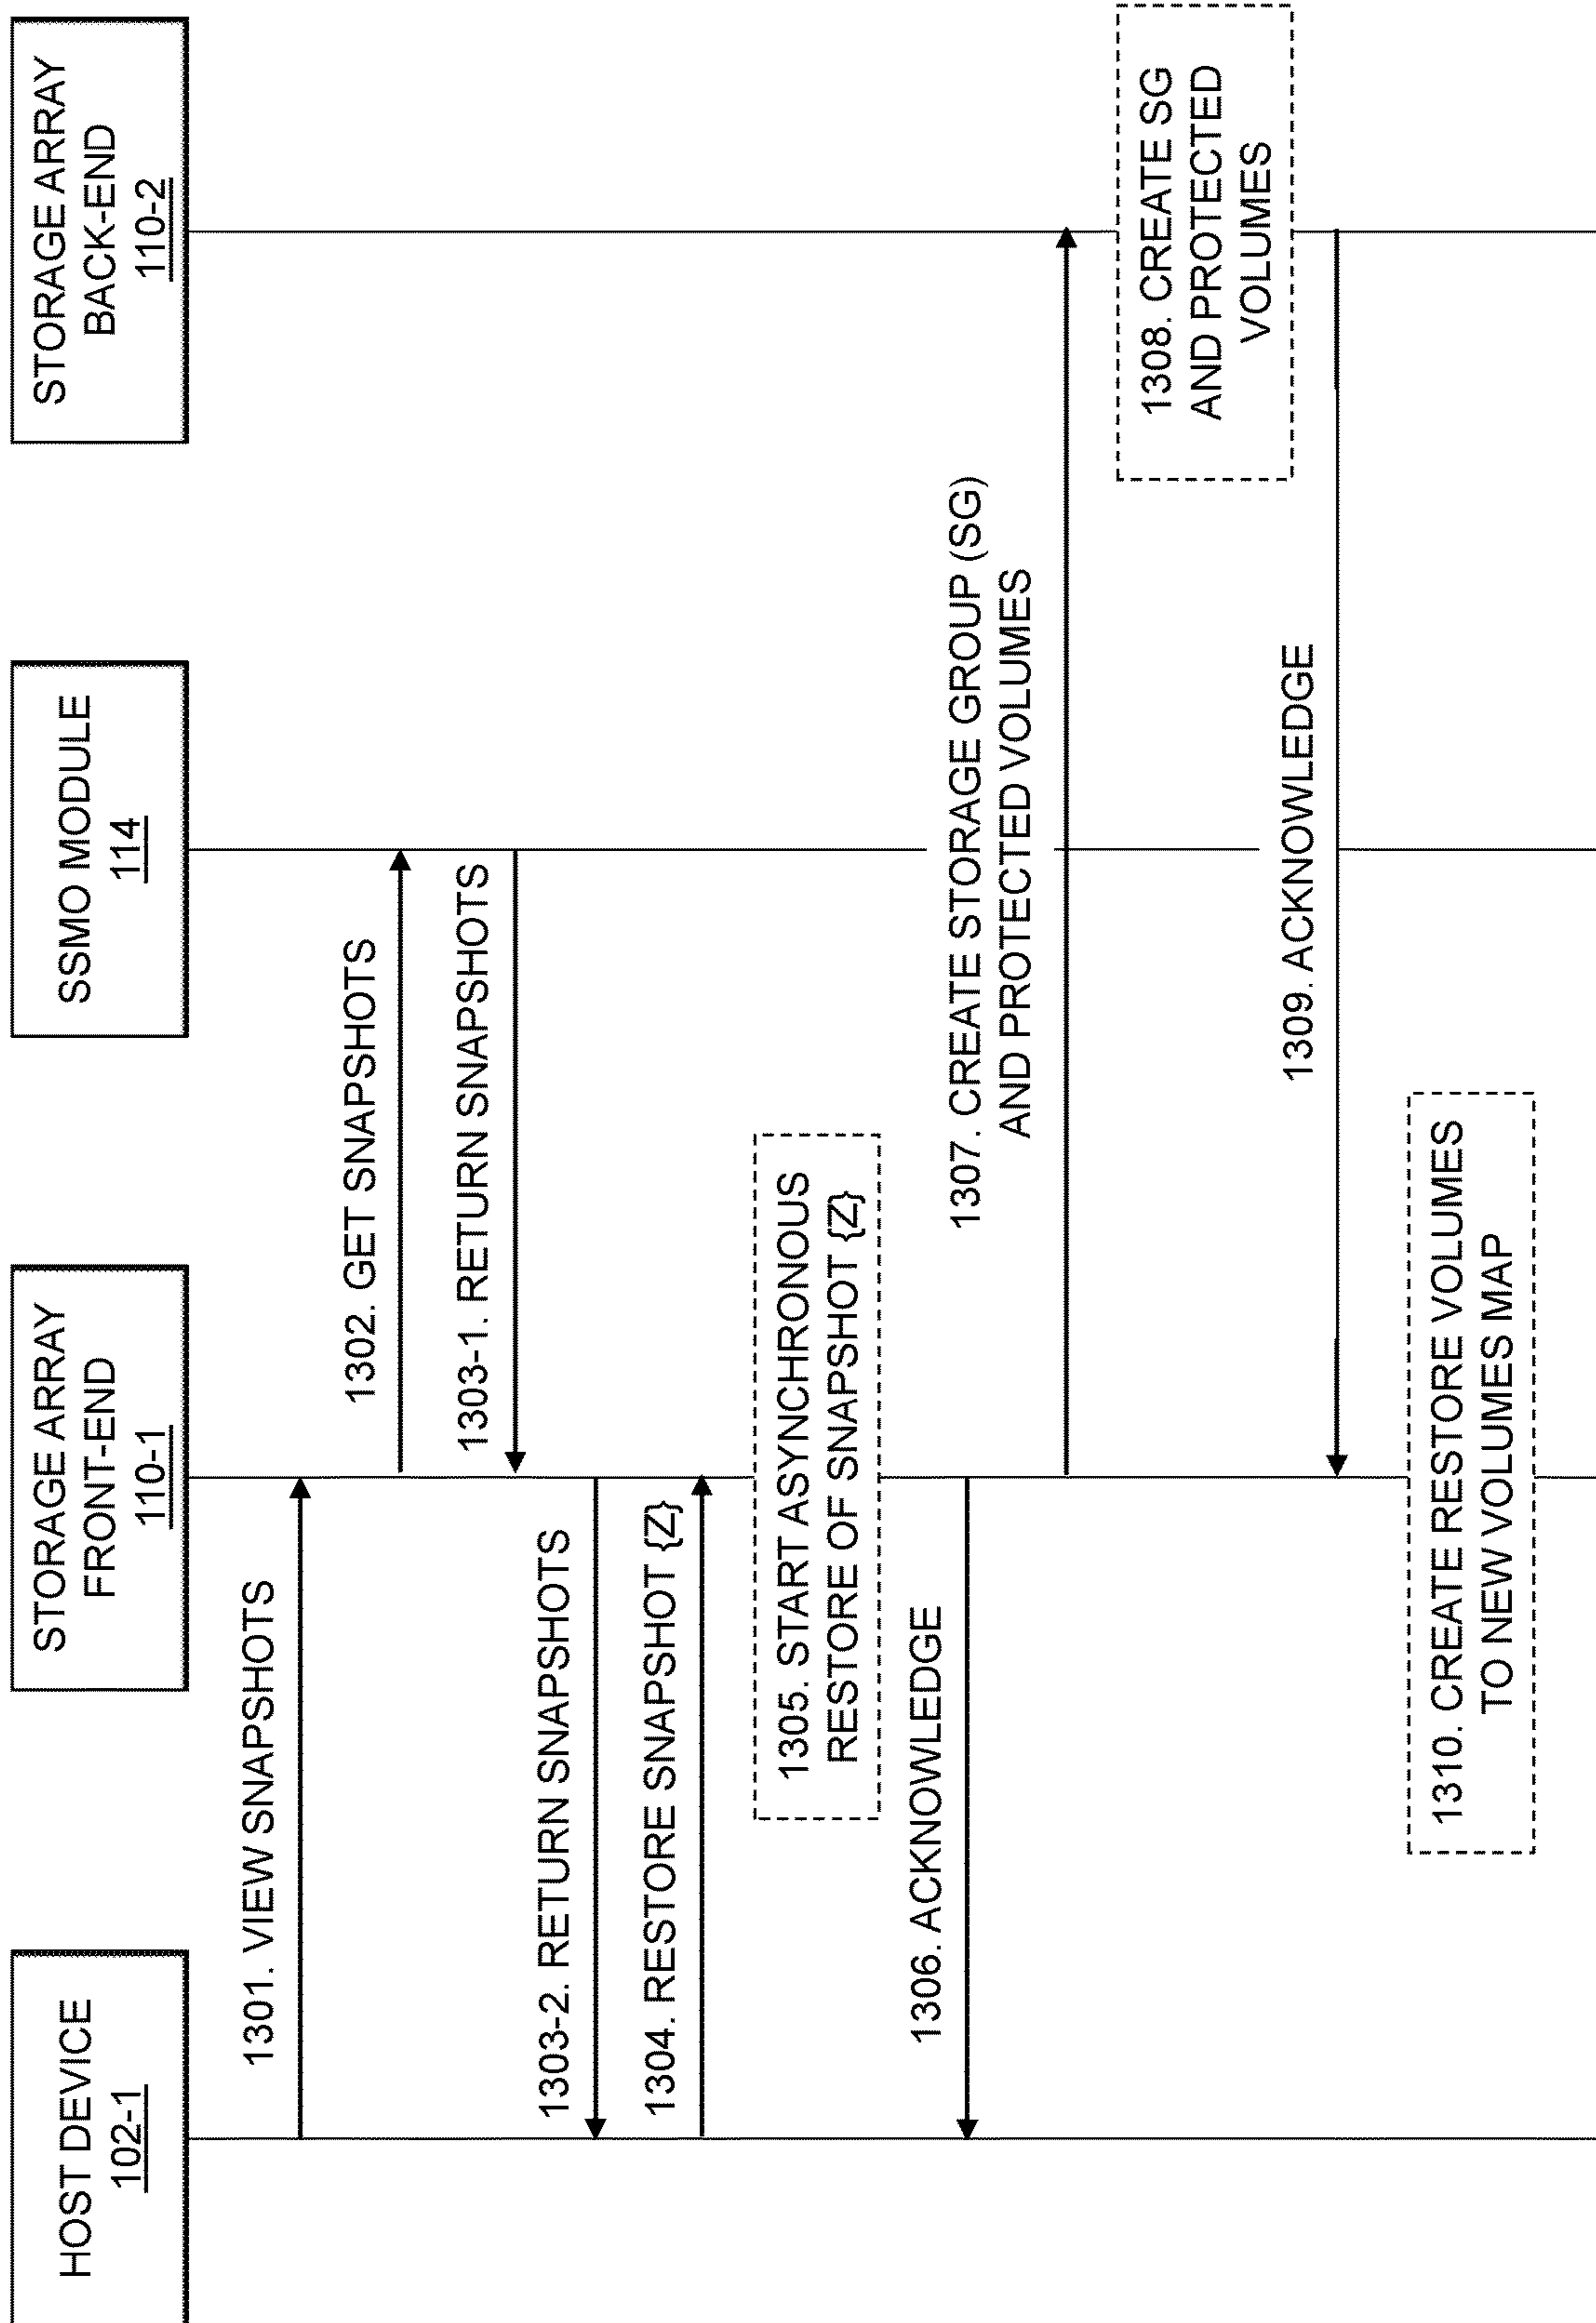 HOST DEVICE
102-1
STORAGE ARRAY
FRONT-END
110-1
SSMO MODULE
114
STORAGE ARRAY
BACK-END
110-2
1301. VIEW SNAPSHOTS
1302. GET SNAPSHOTS
1303-1. RETURN SNAPSHOTS
1303-2. RETURN SNAPSHOTS
1304. RESTORE SNAPSHOT {Z}
1305. START ASYNCHRONOUS
RESTORE OF SNAPSHOT {Z}
1306. ACKNOWLEDGE
1307. CREATE STORAGE GROUP (SG)
AND PROTECTED VOLUMES
1308. CREATE SG
AND PROTECTED
VOLUMES
1309. ACKNOWLEDGE
1310. CREATE RESTORE VOLUMES
TO NEW VOLUMES MAP